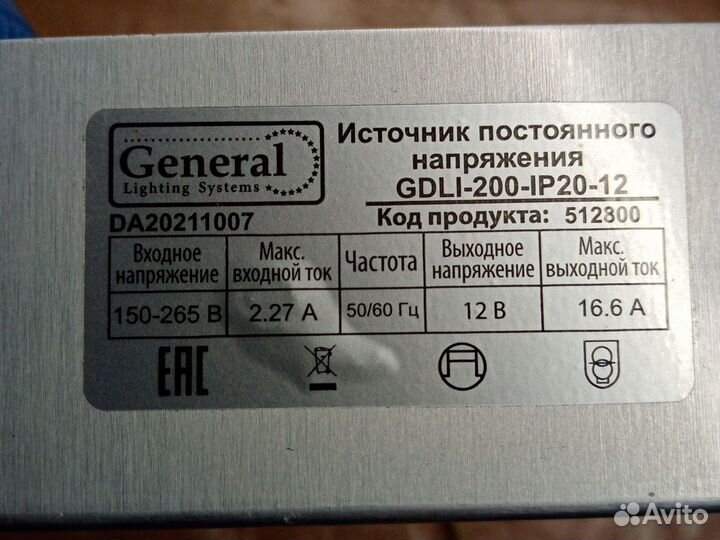 General
Lighting Systems
Источник постоянного
напряжения
GDLI-200-IP20-12
DA20211007
Код продукта: 512800
Входное напряжение
Макс. входной ток
Частота
Выходное напряжение
Макс. выходной ток
150-265 В
2.27 А
50/60 Гц
12 В
16.6 А
EAC
Avito